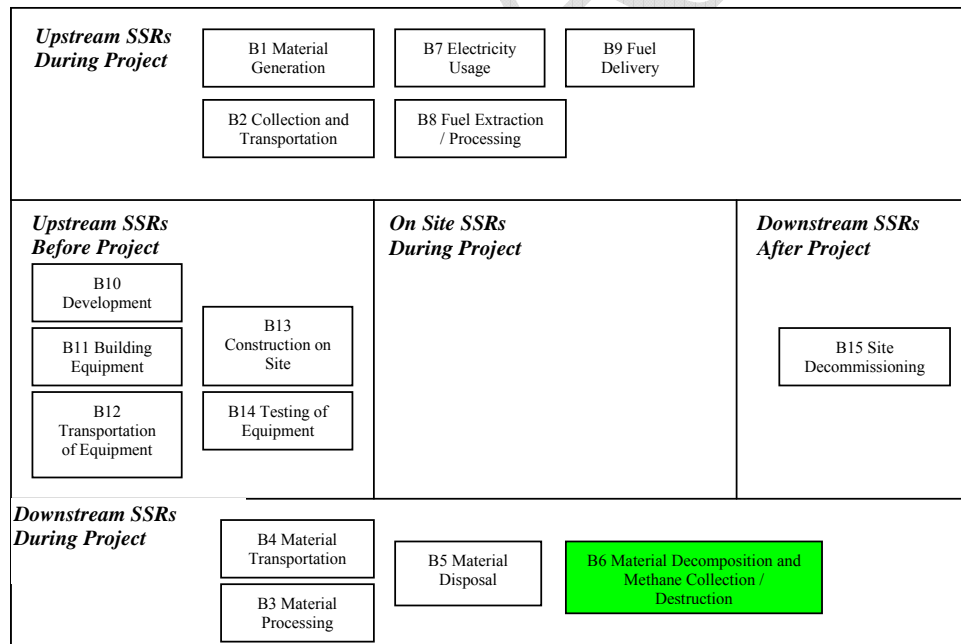 Upstream SSRs
During Project
B1 Material
Generation
B7 Electricity
Usage
B9 Fuel
Delivery
B2 Collection and
Transportation
B8 Fuel Extraction
/ Processing
Upstream SSRs
Before Project
B10
Development
B11 Building
Equipment
B12
Transportation
of Equipment
B13
Construction on
Site
B14 Testing of
Equipment
On Site SSRs
During Project
Downstream SSRs
After Project
B15 Site
Decommissioning
Downstream SSRs
During Project
B4 Material
Transportation
B3 Material
Processing
B5 Material
Disposal
B6 Material Decomposition and
Methane Collection /
Destruction